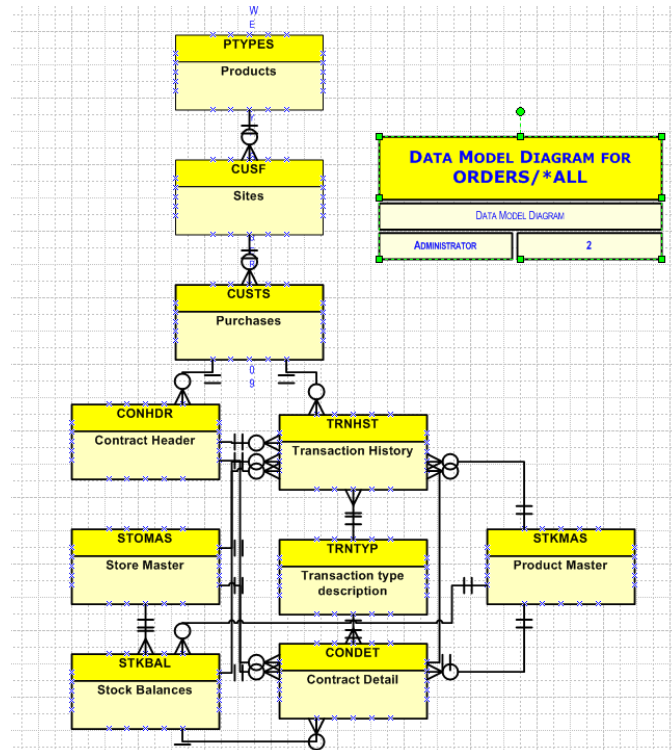 W
E
PTYPES
Products
CUSF
Sites
R
CUSTS
Purchases
DATA MODEL DIAGRAM FOR
ORDERS/*ALL
DATA MODEL DIAGRAM
ADMINISTRATOR
2
0
9
CONHDR
Contract Header
TRNHST
Transaction History
STOMAS
Store Master
TRNTYP
Transaction type
description
STKMAS
Product Master
STKBAL
Stock Balances
CONDET
Contract Detail